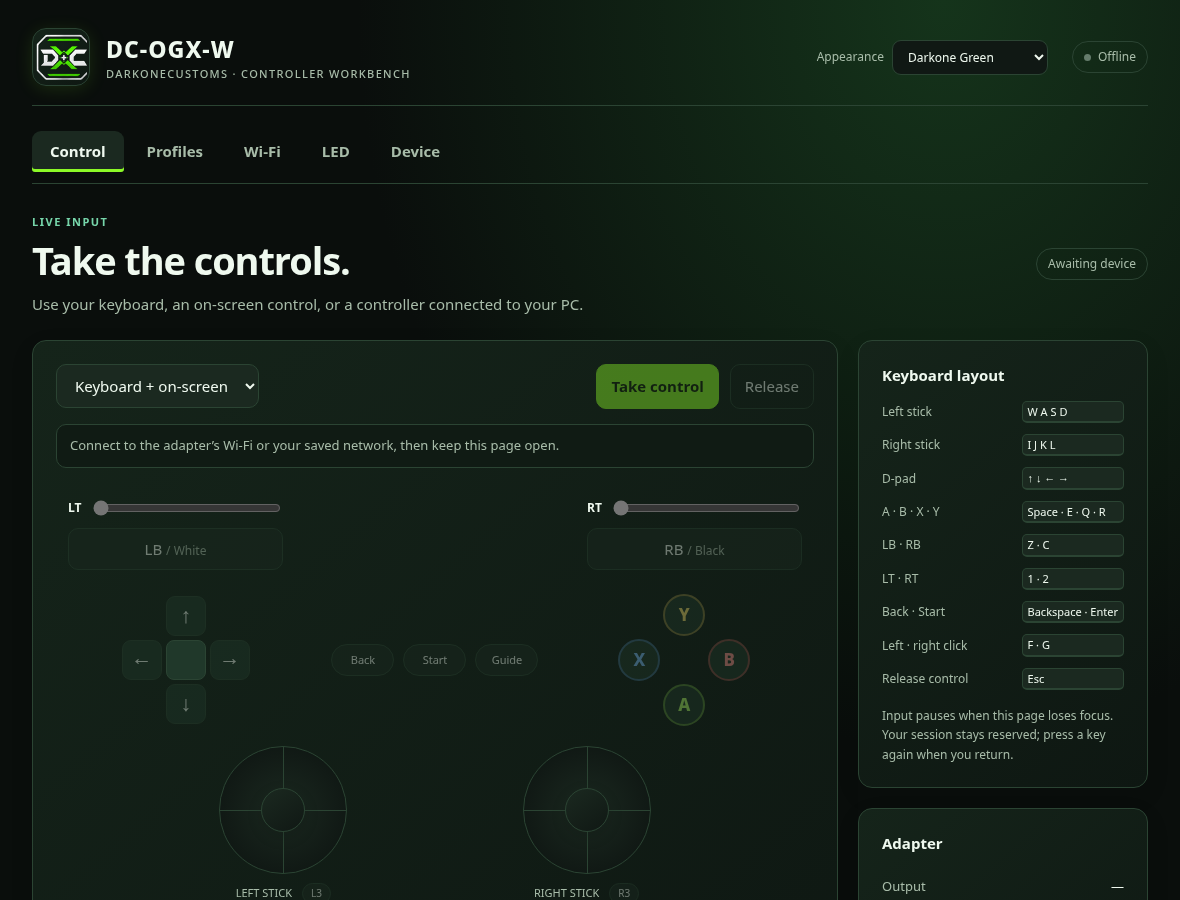 DXC
DC-OGX-W
DARKONECUSTOMS · CONTROLLER WORKBENCH
Appearance
Darkone Green
Offline
Control
Profiles
Wi-Fi
LED
Device
LIVE INPUT
Take the controls.
Awaiting device
Use your keyboard, an on-screen control, or a controller connected to your PC.
Keyboard + on-screen
Take control
Release
Connect to the adapter’s Wi-Fi or your saved network, then keep this page open.
LT
RT
LB / White
RB / Black
↑
← →
↓
Back
Start
Guide
Y
X
B
A
LEFT STICK L3
RIGHT STICK R3
Keyboard layout
Left stick W A S D
Right stick I J K L
D-pad ↑ ↓ ← →
A · B · X · Y Space · E · Q · R
LB · RB Z · C
LT · RT 1 · 2
Back · Start Backspace · Enter
Left · right click F · G
Release control Esc
Input pauses when this page loses focus.
Your session stays reserved; press a key
again when you return.
Adapter
Output —